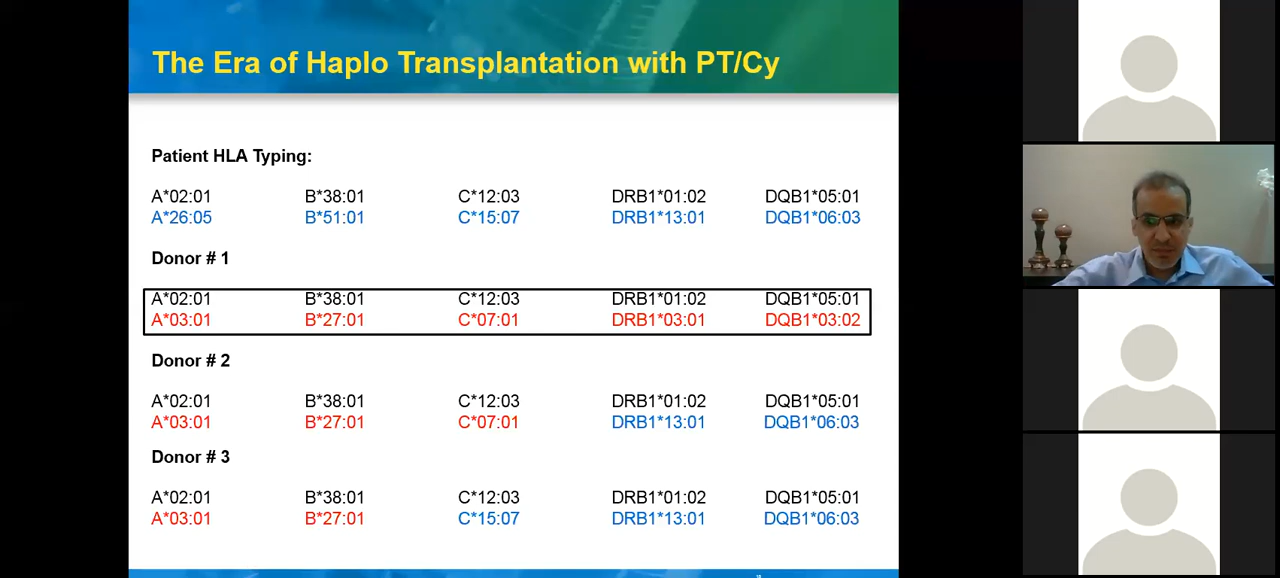 The Era of Haplo Transplantation with PT/Cy
Patient HLA Typing:
A*02:01 B*38:01 C*12:03 DRB1*01:02 DQB1*05:01
A*26:05 B*51:01 C*15:07 DRB1*13:01 DQB1*06:03
Donor # 1
A*02:01 B*38:01 C*12:03 DRB1*01:02 DQB1*05:01
A*03:01 B*27:01 C*07:01 DRB1*03:01 DQB1*03:02
Donor # 2
A*02:01 B*38:01 C*12:03 DRB1*01:02 DQB1*05:01
A*03:01 B*27:01 C*07:01 DRB1*13:01 DQB1*06:03
Donor # 3
A*02:01 B*38:01 C*12:03 DRB1*01:02 DQB1*05:01
A*03:01 B*27:01 C*15:07 DRB1*13:01 DQB1*06:03